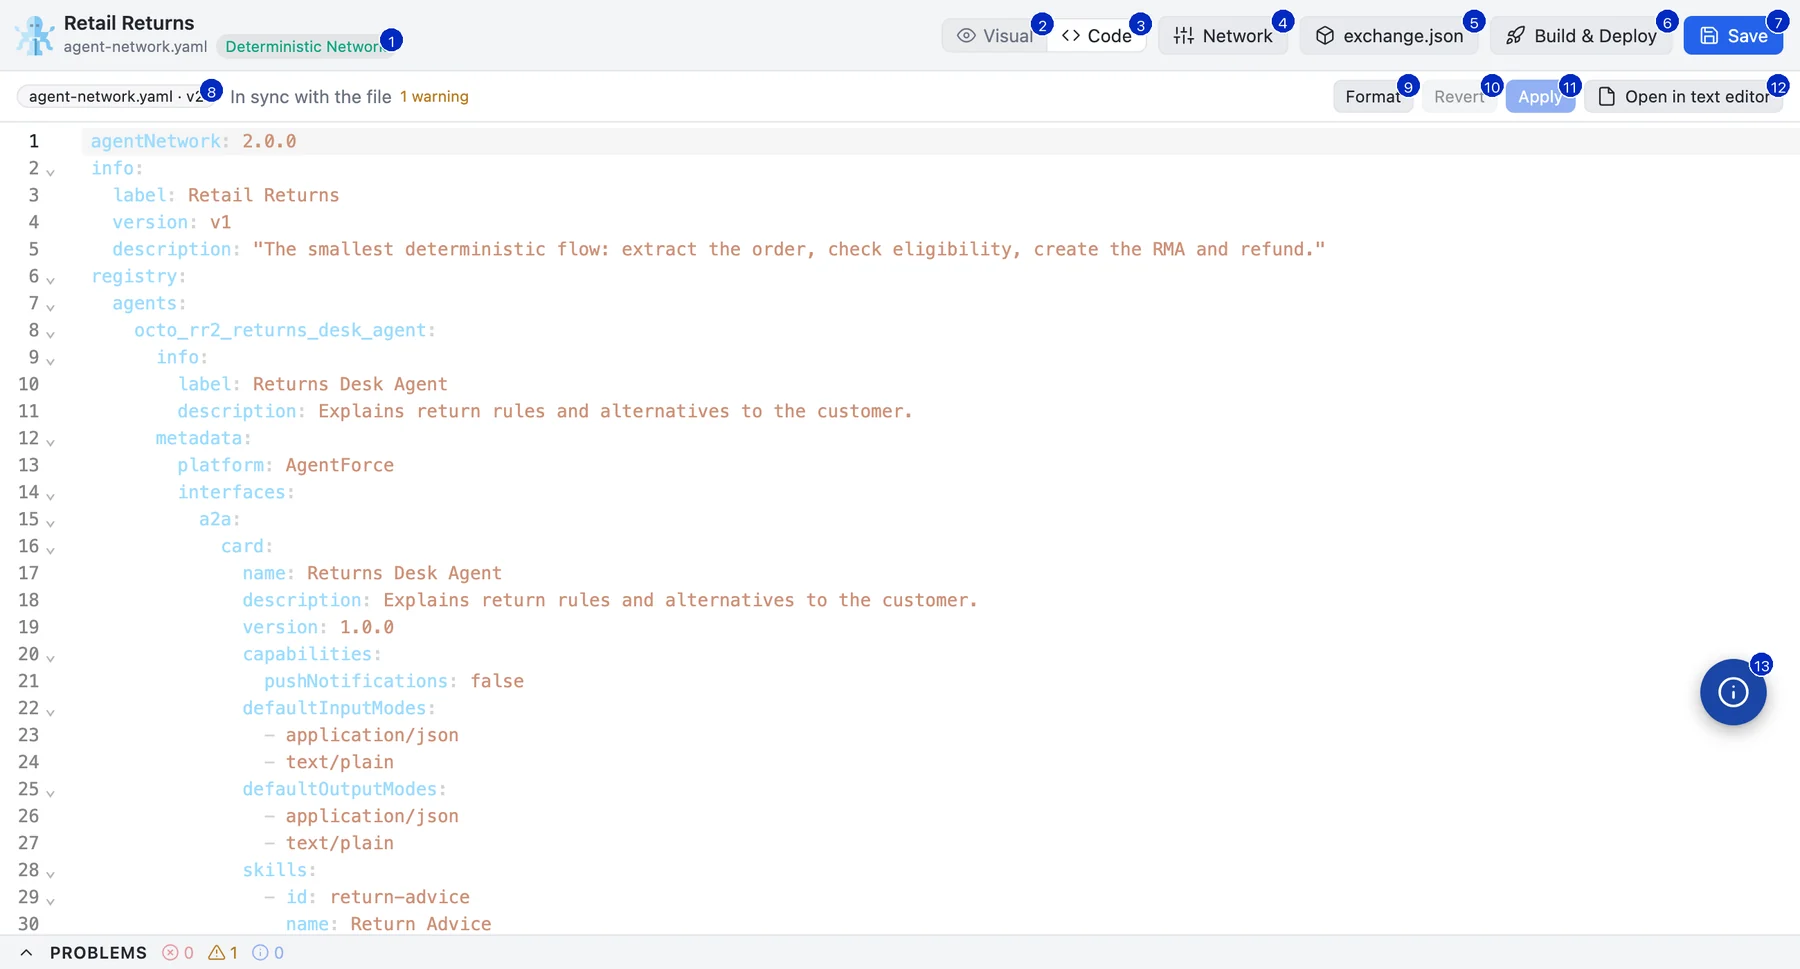 Retail Returns
agent-network.yaml Deterministic Network 1
Visual 2 Code 3 Network 4 exchange.json 5 Build & Deploy 6 Save 7
agent-network.yaml · v2 8 In sync with the file 1 warning
Format 9 Revert 10 Apply 11 Open in text editor 12
1 agentNetwork: 2.0.0
2 info:
3 label: Retail Returns
4 version: v1
5 description: "The smallest deterministic flow: extract the order, check eligibility, create the RMA and refund."
6 registry:
7 agents:
8 octo_rr2_returns_desk_agent:
9 info:
10 label: Returns Desk Agent
11 description: Explains return rules and alternatives to the customer.
12 metadata:
13 platform: AgentForce
14 interfaces:
15 a2a:
16 card:
17 name: Returns Desk Agent
18 description: Explains return rules and alternatives to the customer.
19 version: 1.0.0
20 capabilities:
21 pushNotifications: false
22 defaultInputModes:
23 - application/json
24 - text/plain
25 defaultOutputModes:
26 - application/json
27 - text/plain
28 skills:
29 - id: return-advice
30 name: Return Advice
13
PROBLEMS 0 1 0